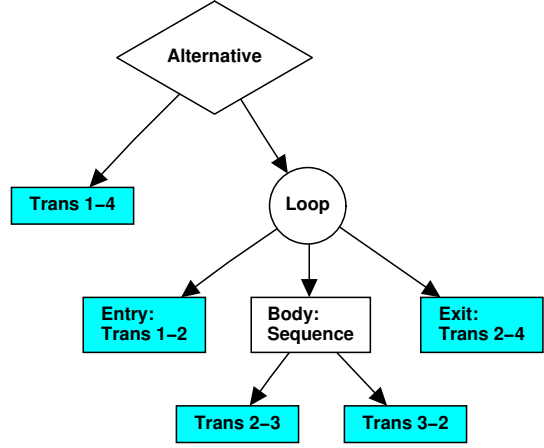 Alternative
Trans 1–4
Loop
Entry:
Trans 1–2
Body:
Sequence
Exit:
Trans 2–4
Trans 2–3
Trans 3–2